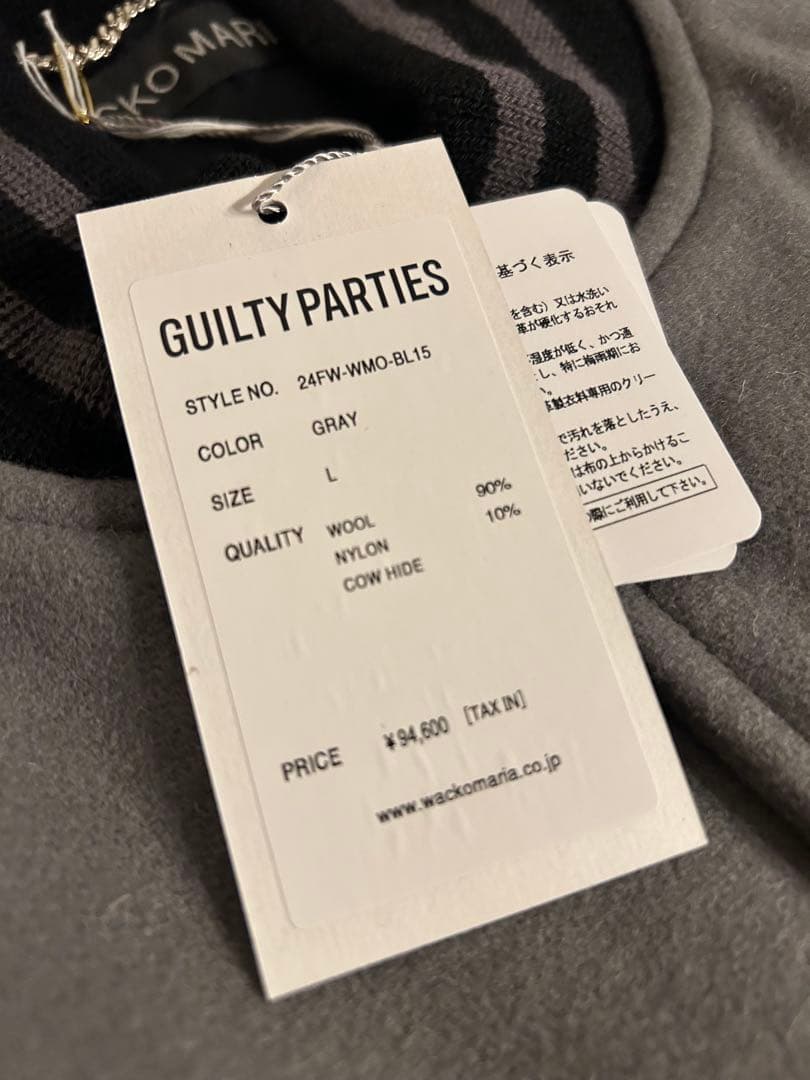 CKO MARI
GUILTY PARTIES
STYLE NO. 24FW-WMO-BL15
COLOR GRAY
SIZE L
QUALITY WOOL 90%
NYLON 10%
COW HIDE
PRICE ¥94,600 [TAX IN]
www.wackomaria.co.jp
基づく表示
を含む）又は水洗い
革が硬化するおそれ
湿度が低く、かつ通
し、特に梅雨期にお
製衣料専用のクリー
で汚れを落としたうえ、
ださい。
は布の上からかけるこ
いないでください。
際にご利用して下さい。